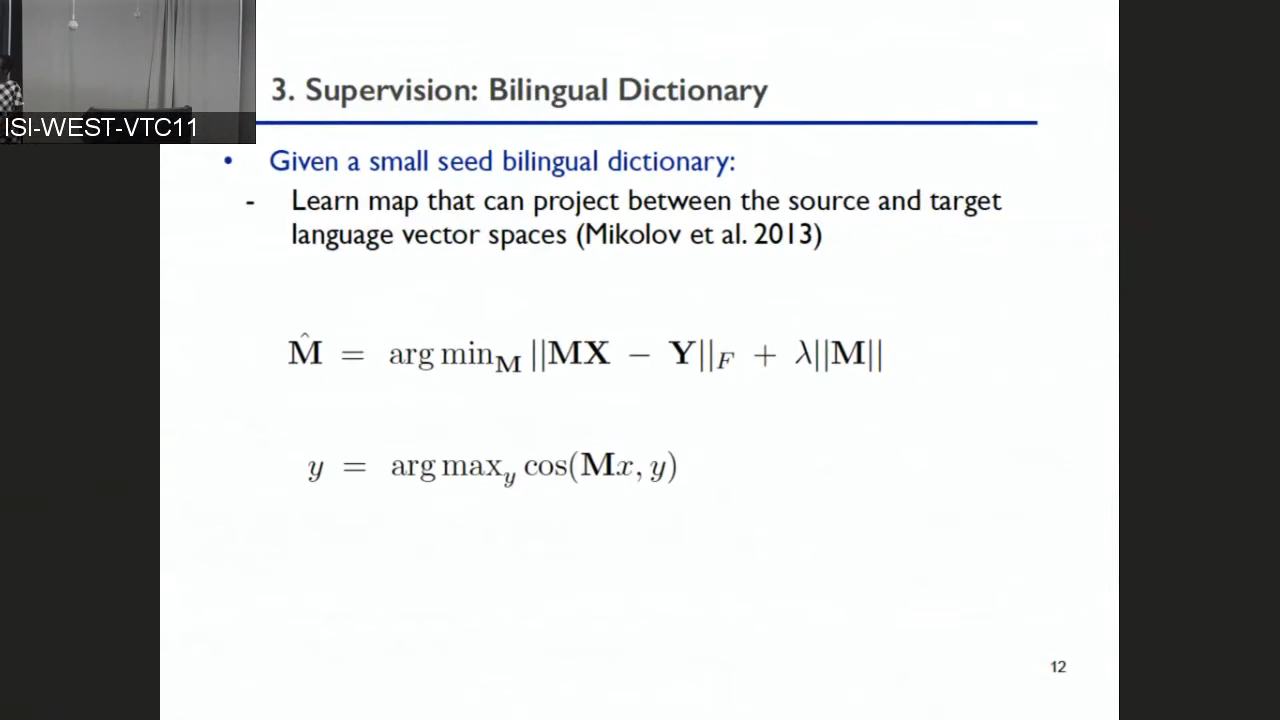 3. Supervision: Bilingual Dictionary
ISI-WEST-VTC11
• Given a small seed bilingual dictionary:
- Learn map that can project between the source and target
language vector spaces (Mikolov et al. 2013)
M̂ = arg min_M ||MX − Y||_F + λ||M||
y = arg max_y cos(Mx, y)
12